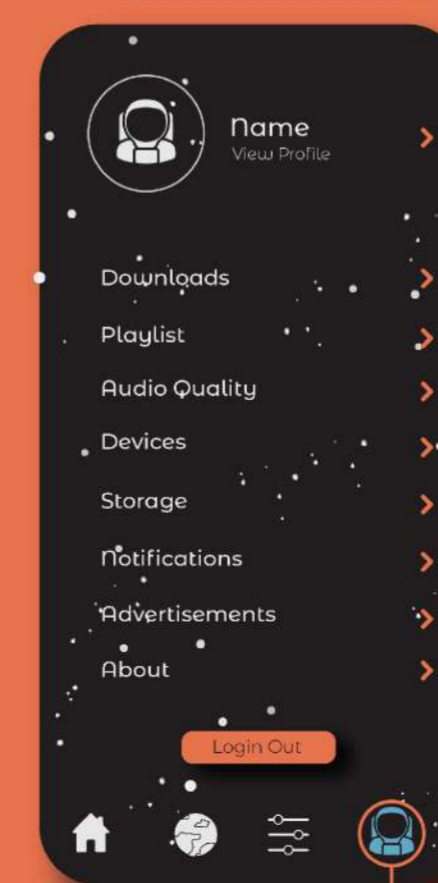 Name
View Profile
Downloads
Playlist
Audio Quality
Devices
Storage
Notifications
Advertisements
About
Login Out